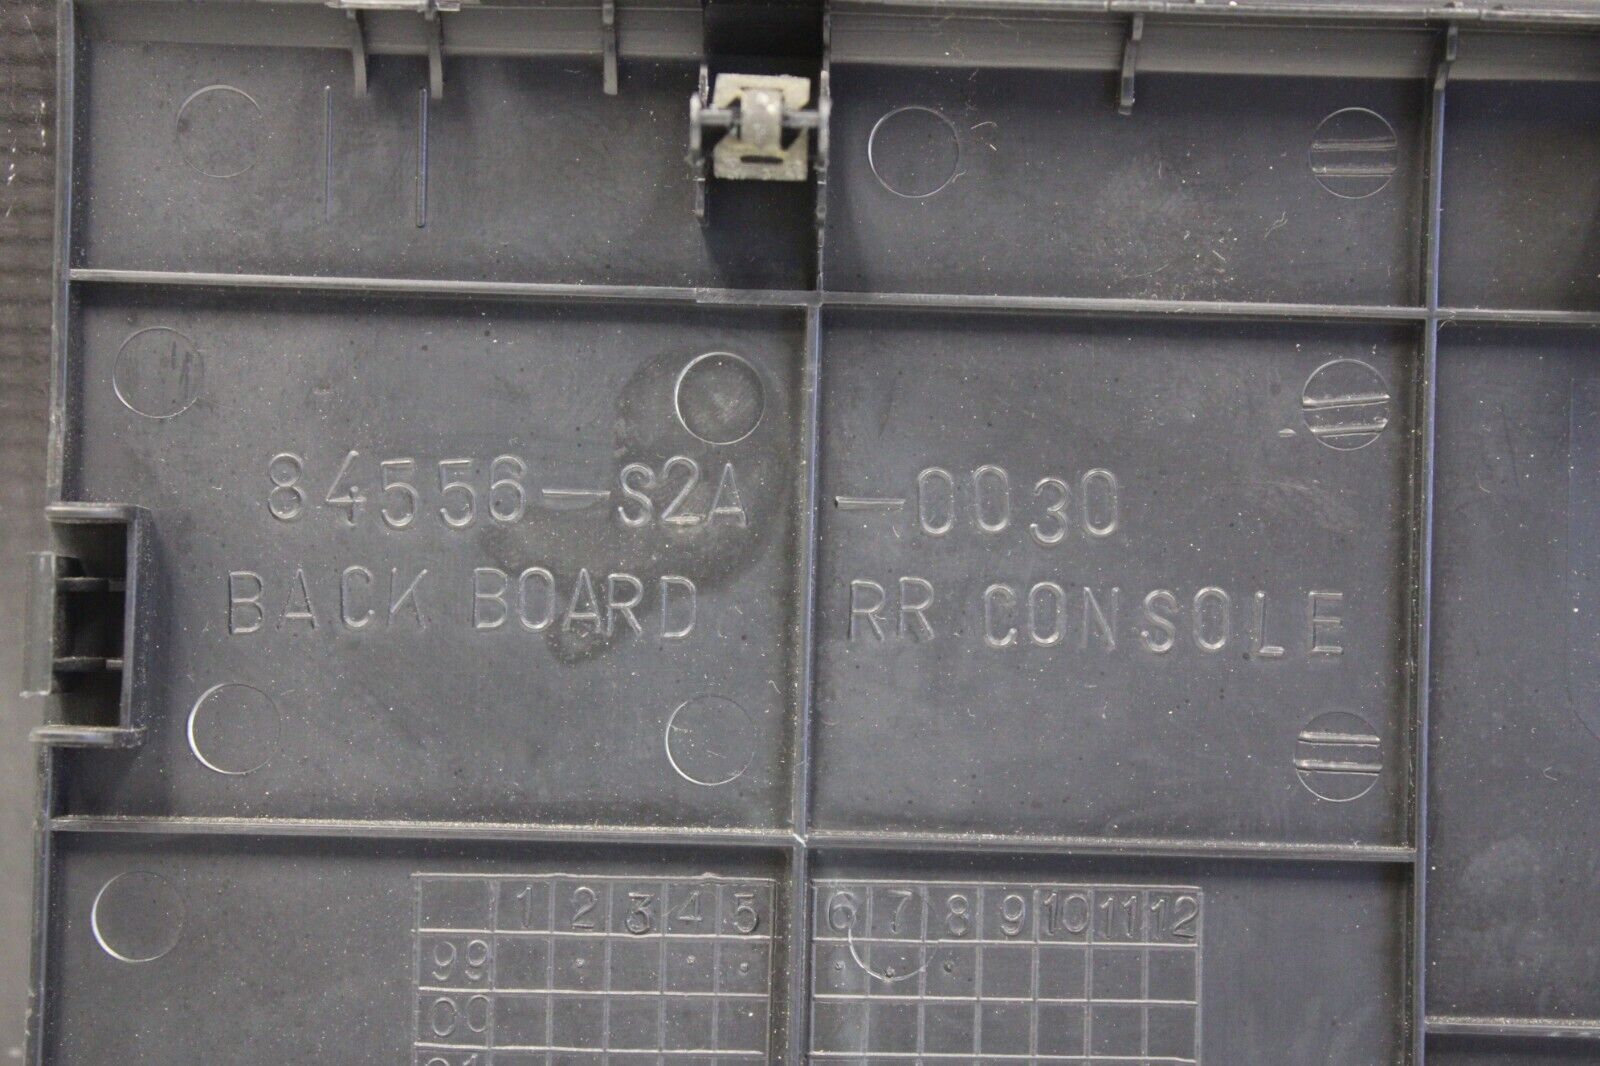 84556-S2A-0030
BACK BOARD RR CONSOLE
1 2 3 4 5 6 7 8 9 10 11 12
99
00
01